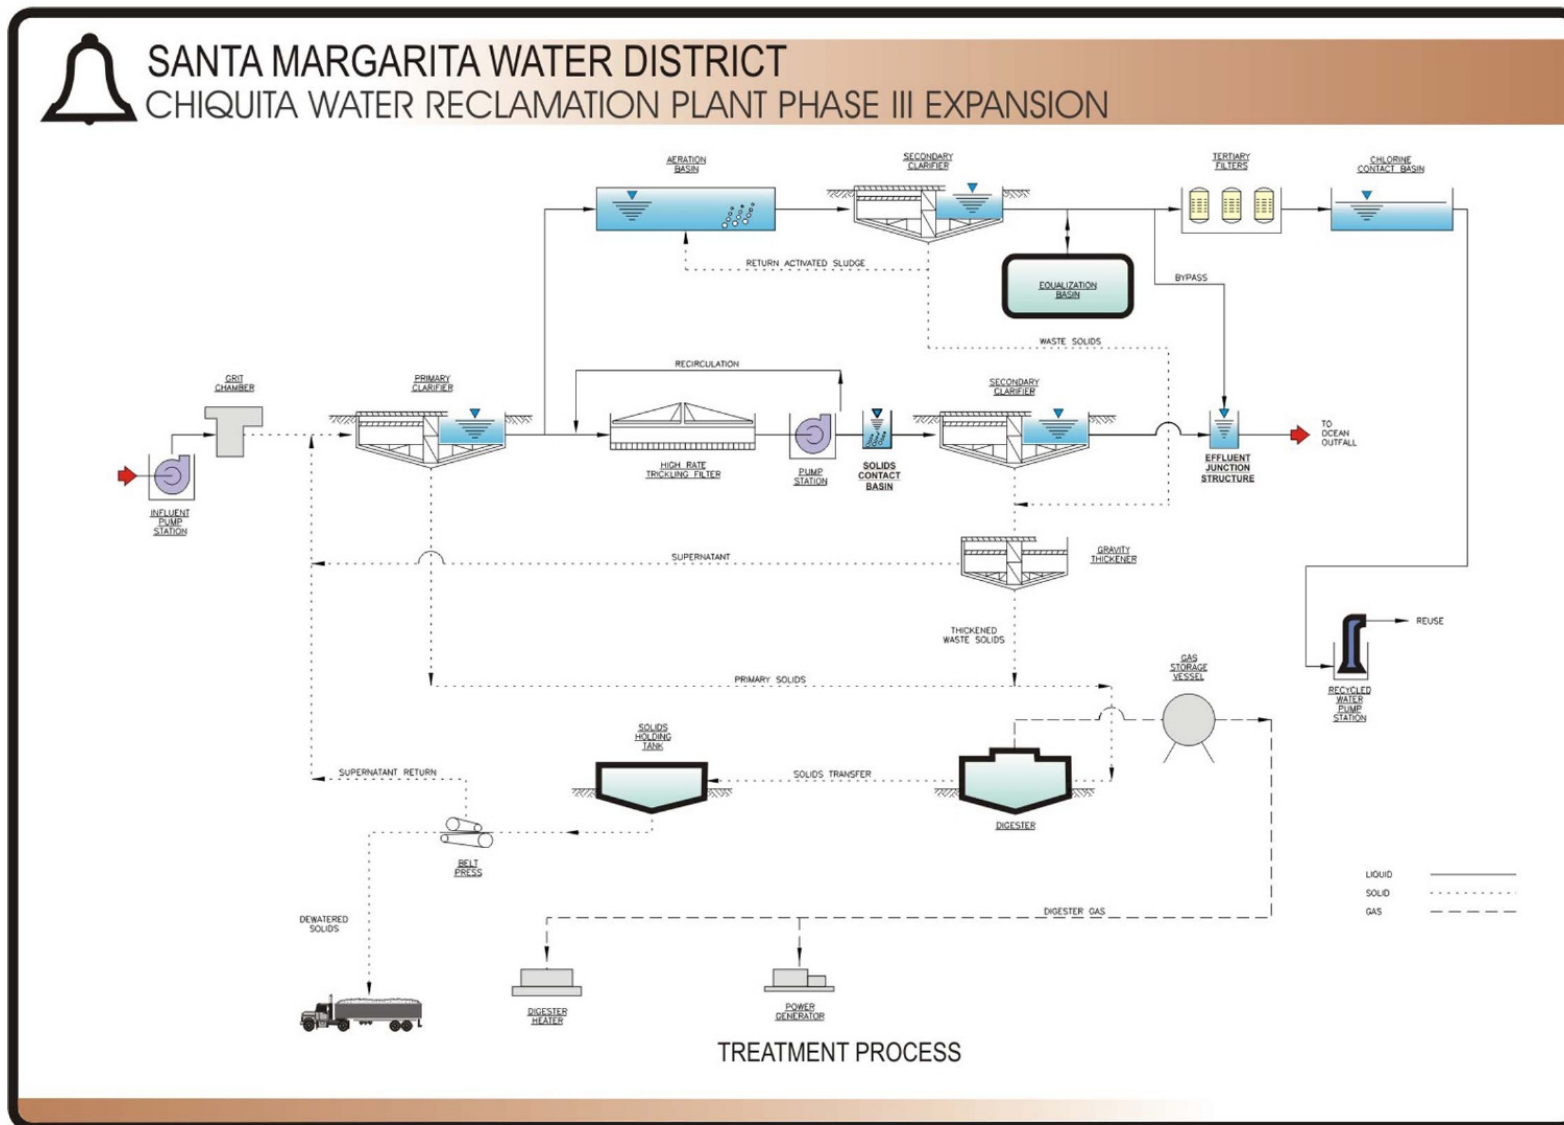 SANTA MARGARITA WATER DISTRICT
CHIQUITA WATER RECLAMATION PLANT PHASE III EXPANSION
AERATION
BASIN
SECONDARY
CLARIFIER
TERTIARY
FILTERS
CHLORINE
CONTACT BASIN
RETURN ACTIVATED SLUDGE
EQUALIZATION
BASIN
BYPASS
WASTE SOLIDS
GRIT
CHAMBER
PRIMARY
CLARIFIER
RECIRCULATION
SECONDARY
CLARIFIER
TO
OCEAN
OUTFALL
HIGH RATE
TRICKLING FILTER
PUMP
STATION
SOLIDS
CONTACT
BASIN
EFFLUENT
JUNCTION
STRUCTURE
INFLUENT
PUMP
STATION
SUPERNATANT
GRAVITY
THICKENER
THICKENED
WASTE SOLIDS
REUSE
PRIMARY SOLIDS
GAS
STORAGE
VESSEL
RECYCLED
WATER
PUMP
STATION
SOLIDS
HOLDING
TANK
SUPERNATANT RETURN
SOLIDS TRANSFER
DIGESTER
BELT
PRESS
LIQUID
SOLID
GAS
DEWATERED
SOLIDS
DIGESTER GAS
DIGESTER
HEATER
POWER
GENERATOR
TREATMENT PROCESS